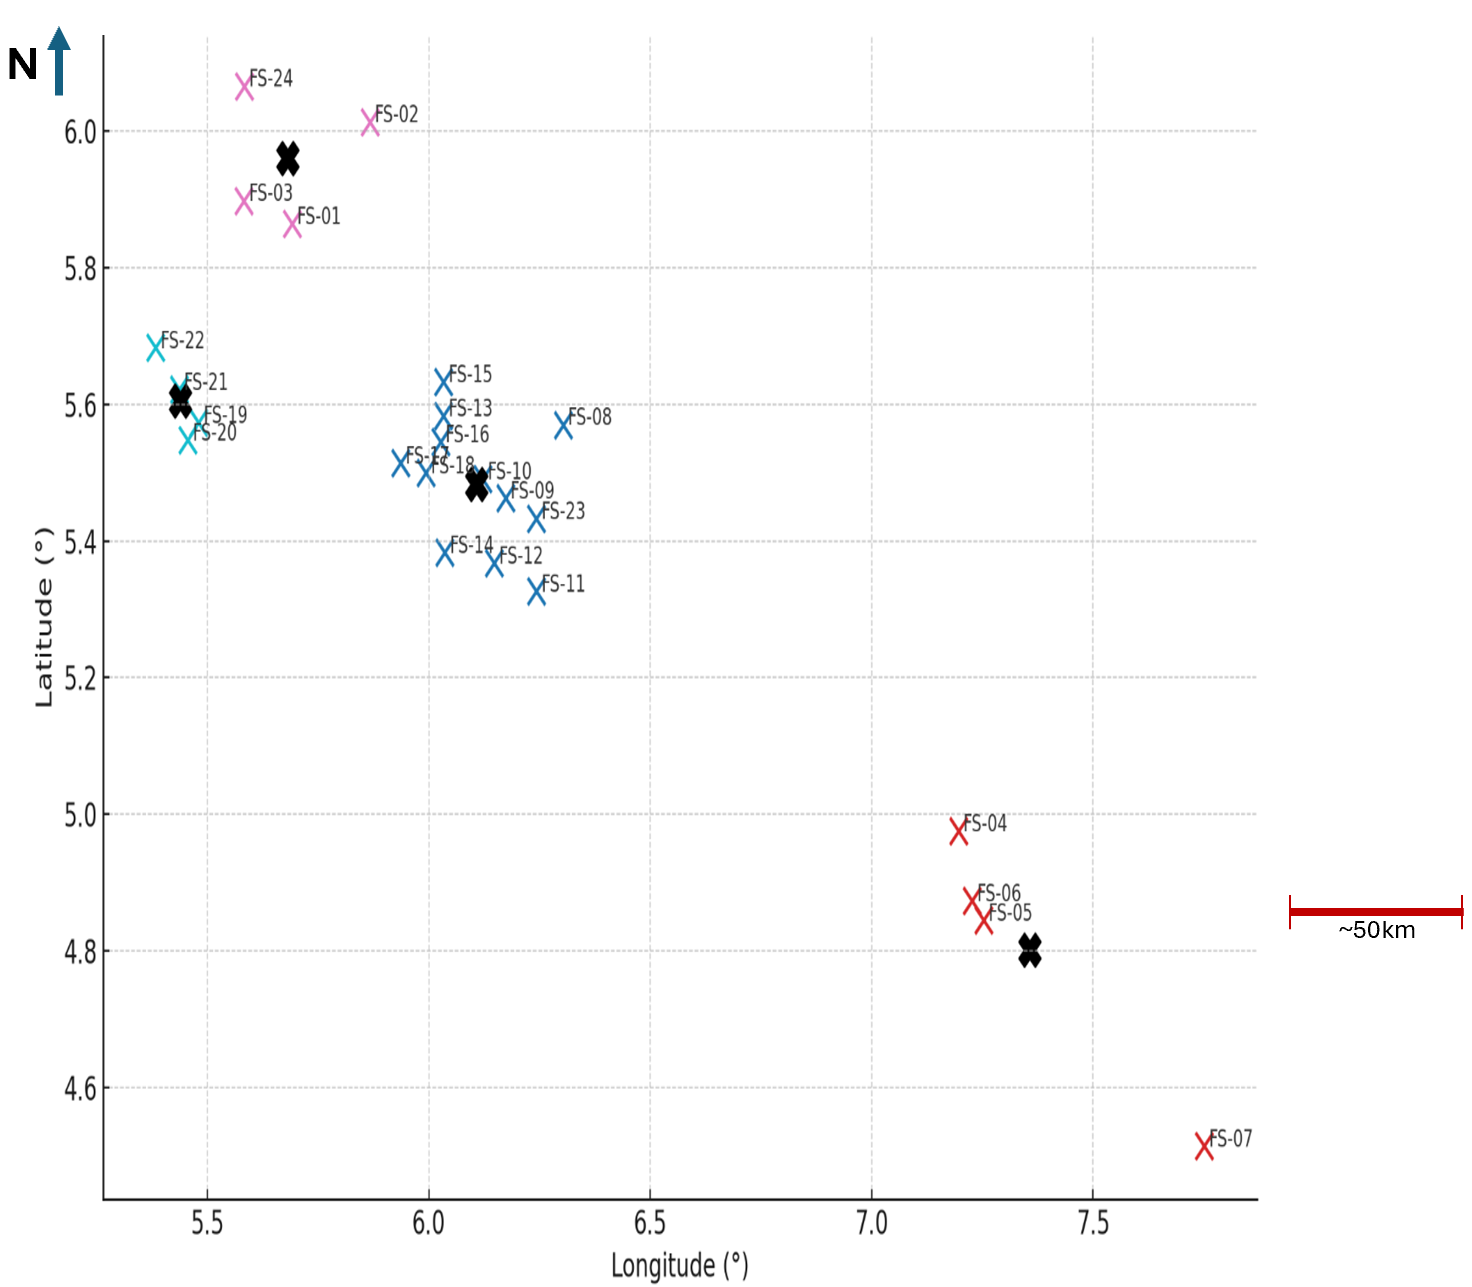 N
FS-24
FS-02
6.0
FS-03
FS-01
5.8
FS-22
FS-15
FS-21
5.6
FS-13
FS-08
FS-19
FS-20
FS-16
FS-17
FS-18
FS-10
FS-09
FS-23
5.4
FS-14
FS-12
FS-11
Latitude (°)
5.2
5.0
FS-04
FS-06
FS-05
~50km
4.8
4.6
FS-07
5.5
6.0
6.5
7.0
7.5
Longitude (°)